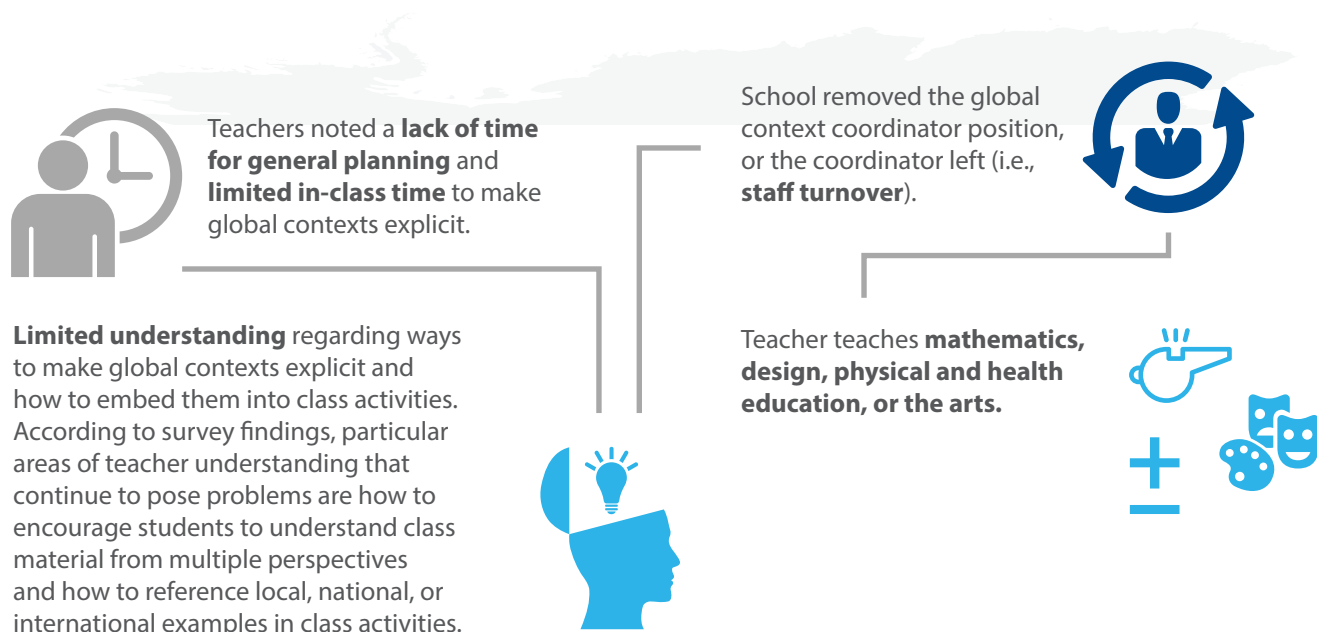 Teachers noted a lack of time
for general planning and
limited in-class time to make
global contexts explicit.
Limited understanding regarding ways
to make global contexts explicit and
how to embed them into class activities.
According to survey findings, particular
areas of teacher understanding that
continue to pose problems are how to
encourage students to understand class
material from multiple perspectives
and how to reference local, national, or
international examples in class activities.
School removed the global
context coordinator position,
or the coordinator left (i.e.,
staff turnover).
Teacher teaches mathematics,
design, physical and health
education, or the arts.